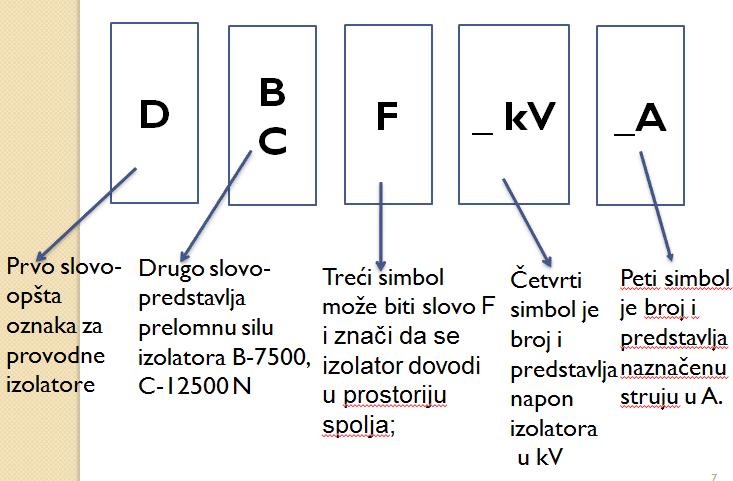 D
B
C
F
_ kV
_A
Prvo slovo-
opšta
oznaka za
provodne
izolatore
Drugo slovo-
predstavlja
prelomnu silu
izolatora B-7500,
C-12500 N
Treći simbol
može biti slovo F
i znači da se
izolator dovodi
u prostoriju
spolja;
Četvrti
simbol je
broj i
predstavlja
napon
izolatora
u kV
Peti simbol
je broj i
predstavlja
naznačenu
struju u A.
7